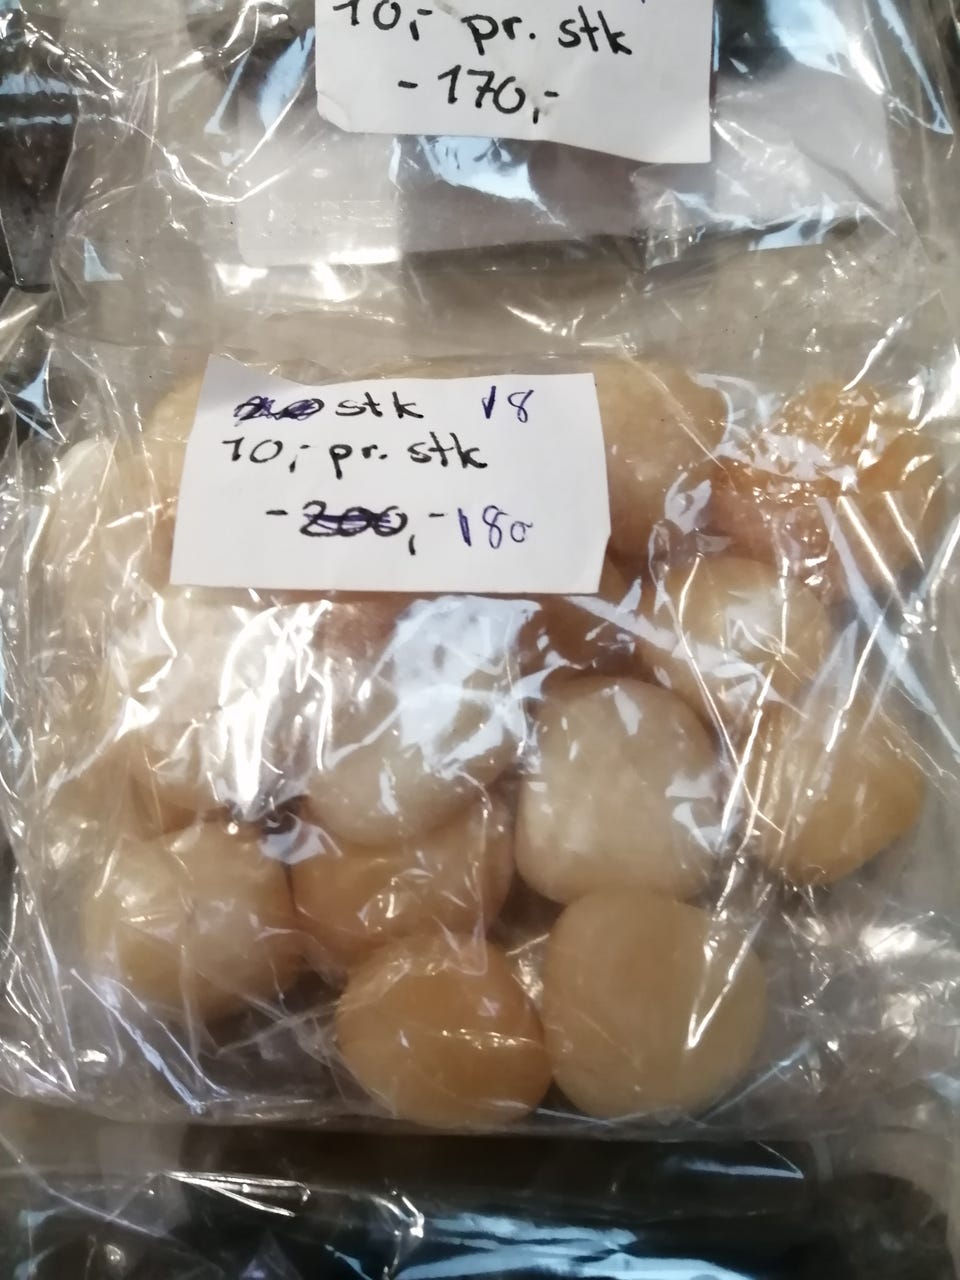 10,- pr. stk
- 170,-
stk 18
10,- pr. stk
- 200,- 180